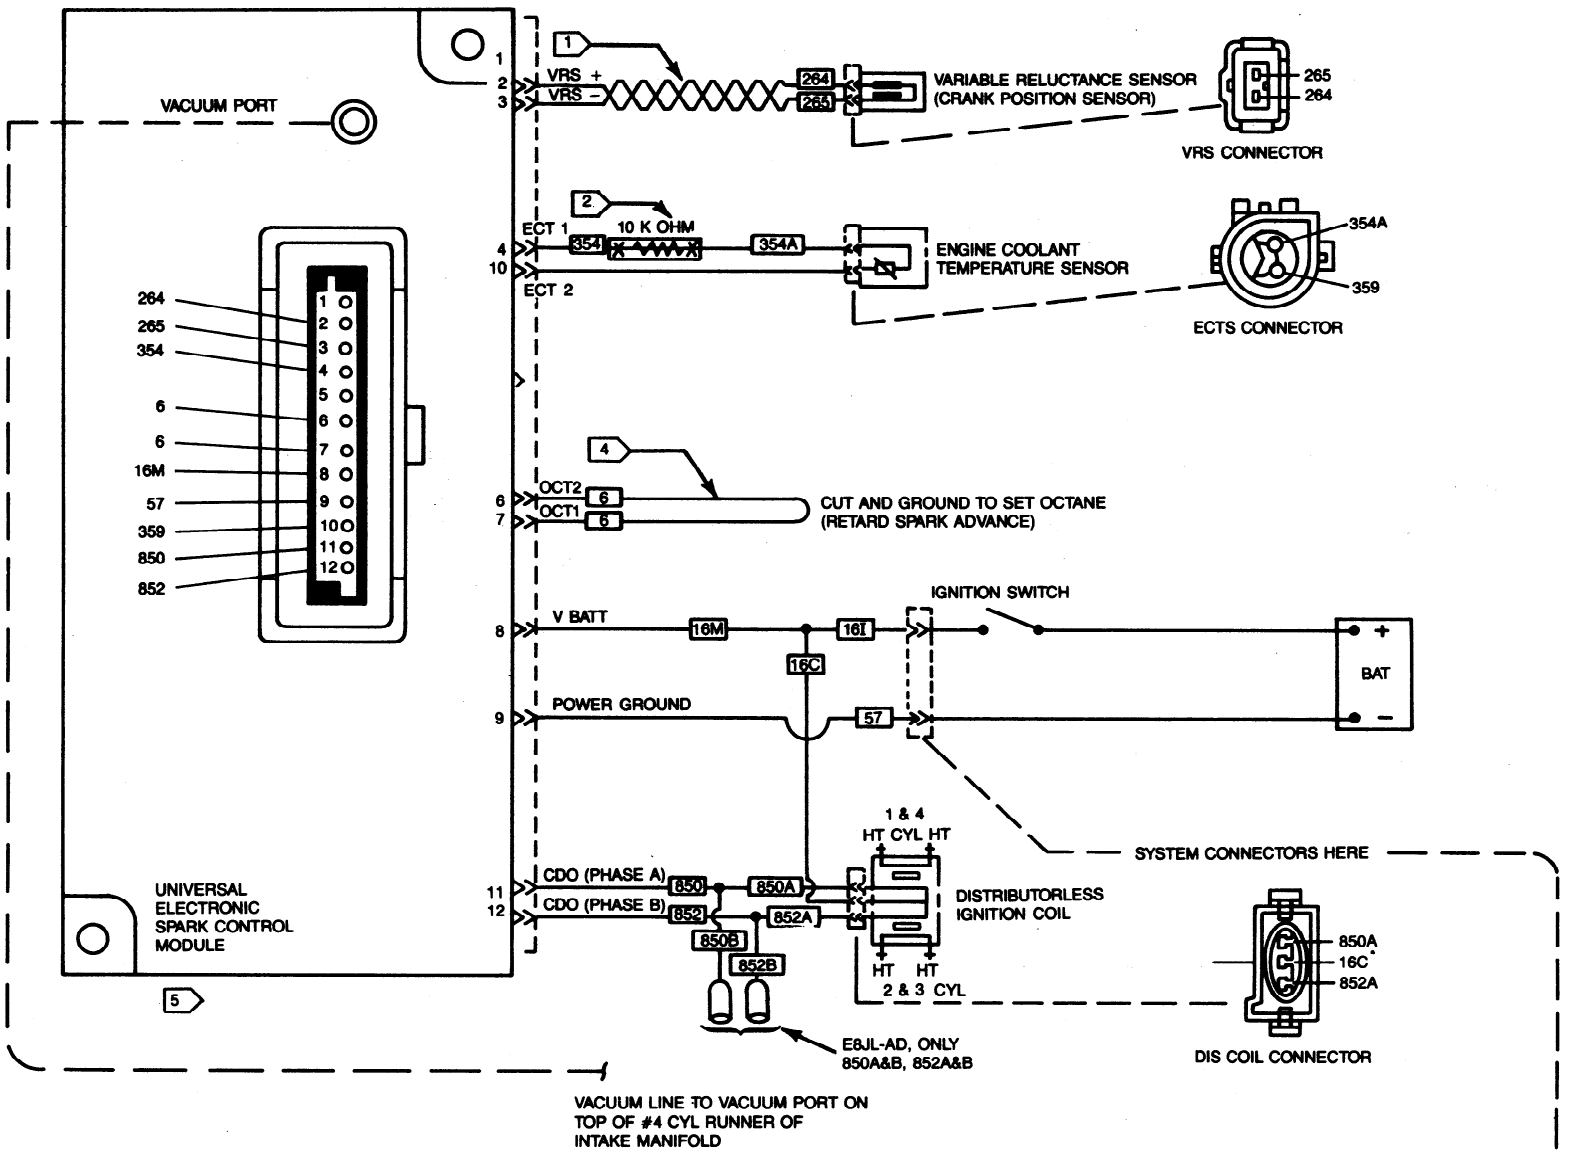 1
VRS +
VRS −
264
265
VARIABLE RELUCTANCE SENSOR
(CRANK POSITION SENSOR)
265
264
VRS CONNECTOR
VACUUM PORT
1
2
3
2
10 K OHM
ECT 1
354
354A
ECT 2
4
10
ENGINE COOLANT
TEMPERATURE SENSOR
354A
359
ECTS CONNECTOR
264
265
354
6
6
16M
57
359
850
852
1
2
3
4
5
6
7
8
9
10
11
12
4
OCT2
6
OCT1
6
6
7
CUT AND GROUND TO SET OCTANE
(RETARD SPARK ADVANCE)
IGNITION SWITCH
8
V BATT
16M
16I
16C
+
BAT
−
9
POWER GROUND
57
1 & 4
HT CYL HT
SYSTEM CONNECTORS HERE
11
12
CDO (PHASE A)
850
850A
CDO (PHASE B)
852
852A
850B
852B
HT HT
2 & 3 CYL
DISTRIBUTORLESS
IGNITION COIL
850A
16C
852A
DIS COIL CONNECTOR
UNIVERSAL
ELECTRONIC
SPARK CONTROL
MODULE
5
E6JL-AD, ONLY
850A&B, 852A&B
VACUUM LINE TO VACUUM PORT ON
TOP OF #4 CYL RUNNER OF
INTAKE MANIFOLD